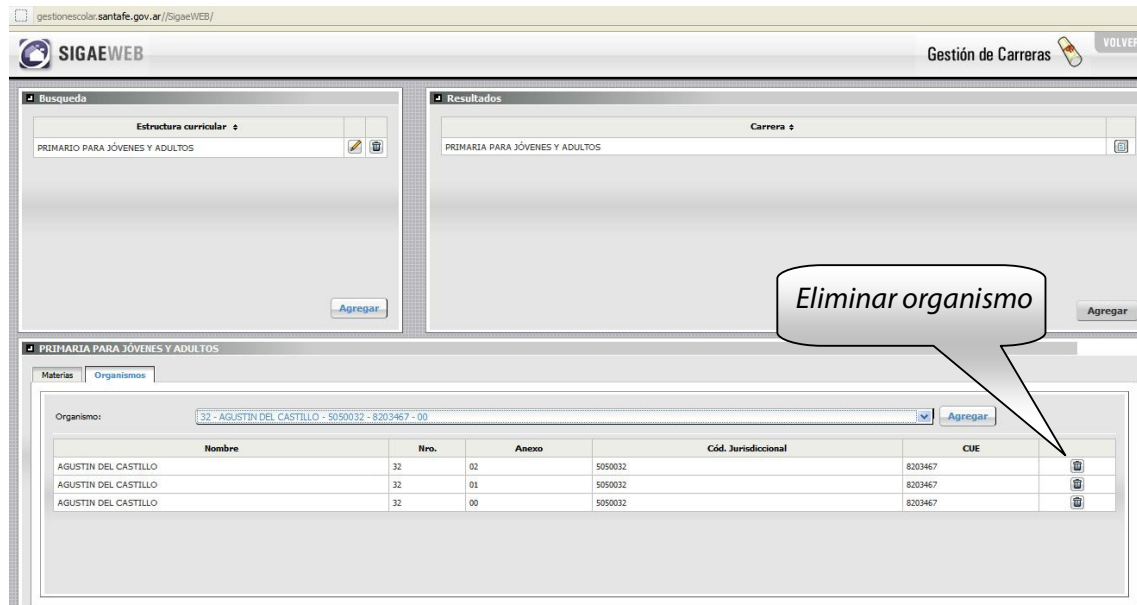 gestionescolar.santafe.gov.ar//SigaeWEB/
SIGAEWEB
Gestión de Carreras
VOLVER
Busqueda
Resultados
Estructura curricular
Carrera
PRIMARIO PARA JÓVENES Y ADULTOS
PRIMARIA PARA JÓVENES Y ADULTOS
Eliminar organismo
Agregar
Agregar
PRIMARIA PARA JÓVENES Y ADULTOS
Materias Organismos
Organismo: 32 - AGUSTIN DEL CASTILLO - 5050032 - 8203467 - 00 Agregar
Nombre Nro. Anexo Cód. Jurisdiccional CUE
AGUSTIN DEL CASTILLO 32 02 5050032 8203467
AGUSTIN DEL CASTILLO 32 01 5050032 8203467
AGUSTIN DEL CASTILLO 32 00 5050032 8203467